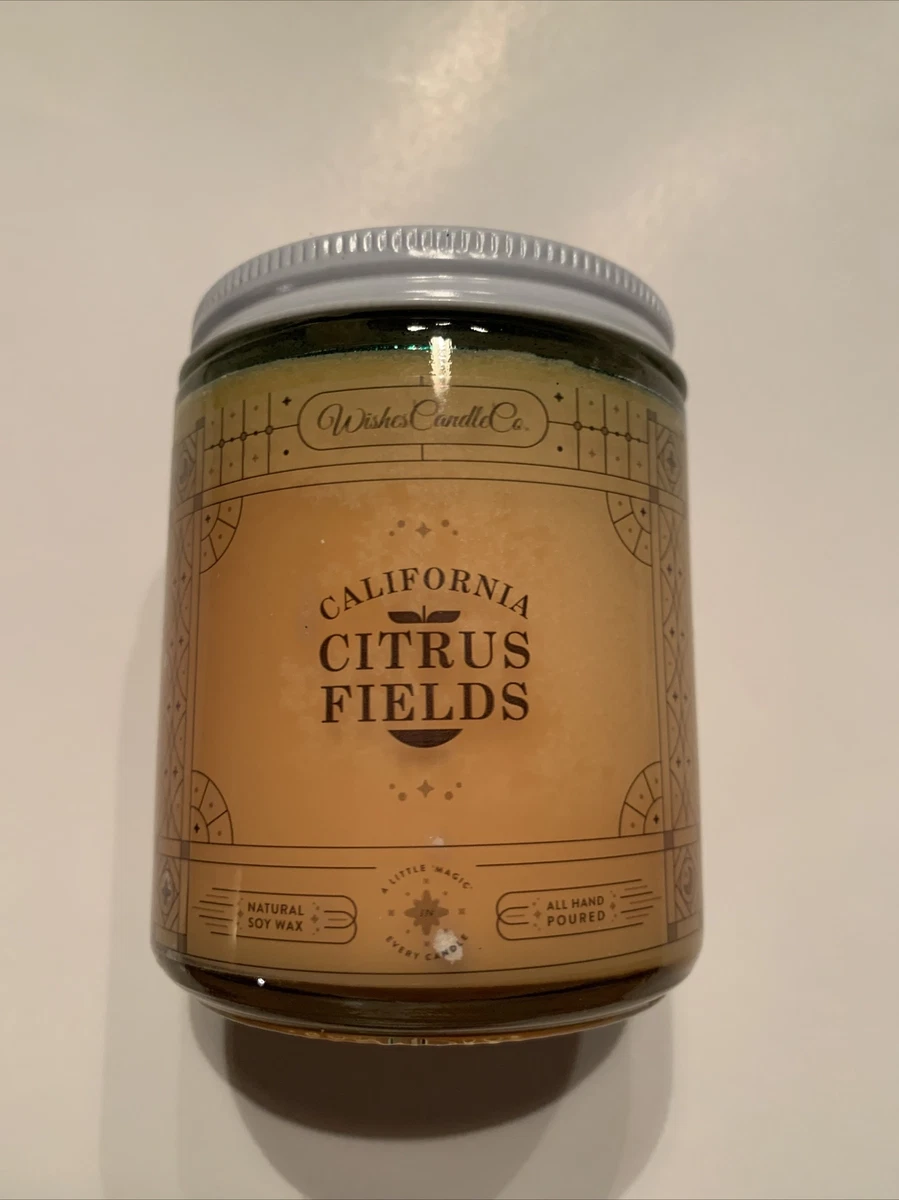 WishesCandleCo.
CALIFORNIA
CITRUS
FIELDS
NATURAL
SOY WAX
A LITTLE 'MAGIC'
IN
EVERY CANDLE
ALL HAND
POURED